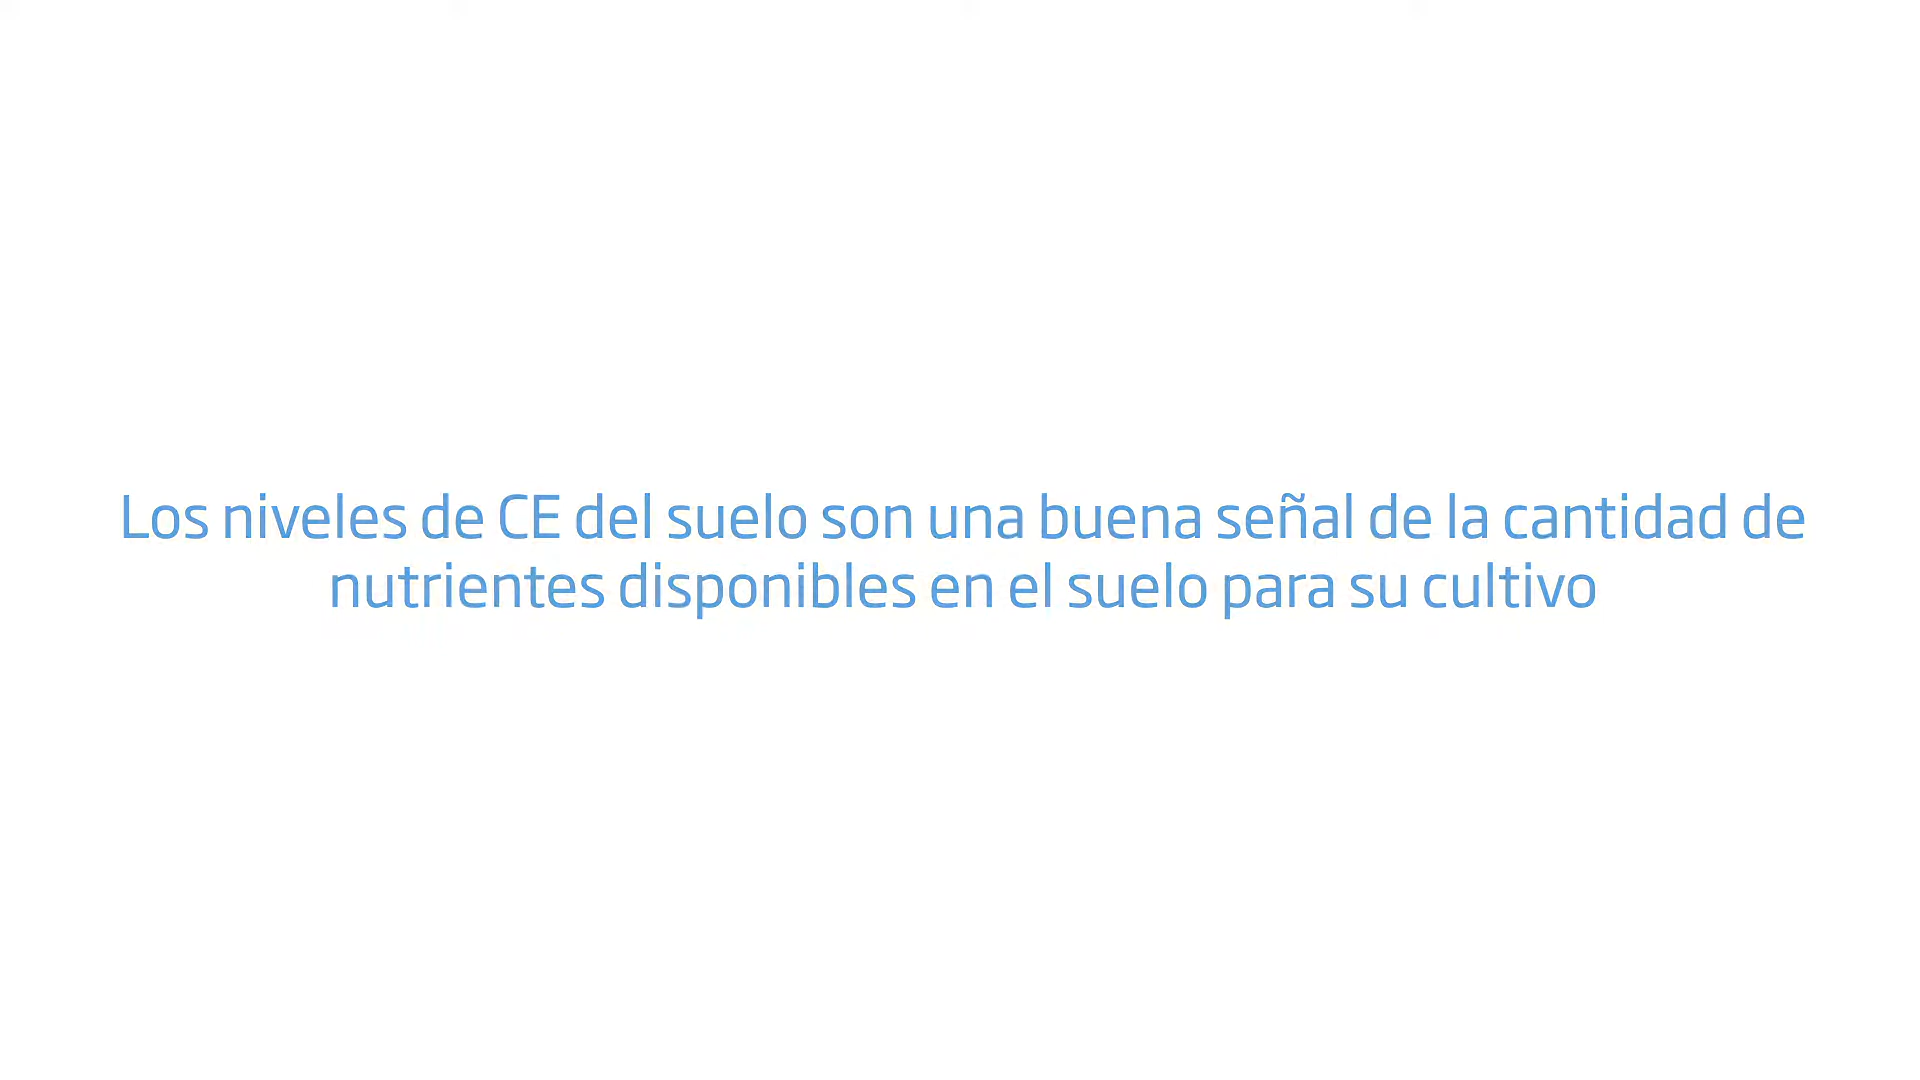 Los niveles de CE del suelo son una buena señal de la cantidad de
nutrientes disponibles en el suelo para su cultivo